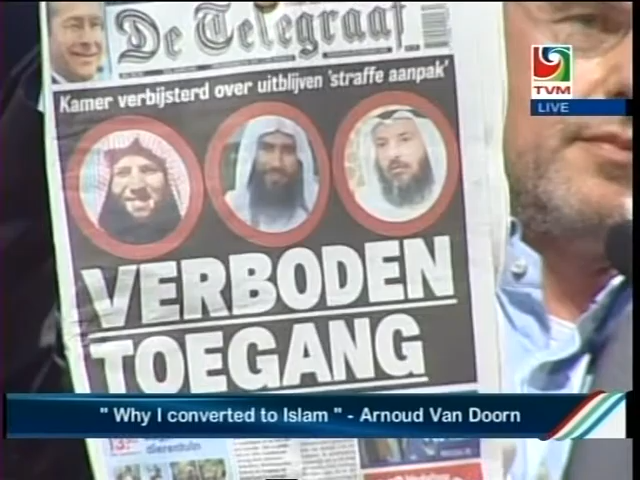 De Telegraaf
TVM
LIVE
Kamer verbijsterd over uitblijven 'straffe aanpak'
VERBODEN
TOEGANG
" Why I converted to Islam " - Arnoud Van Doorn
dierentuin